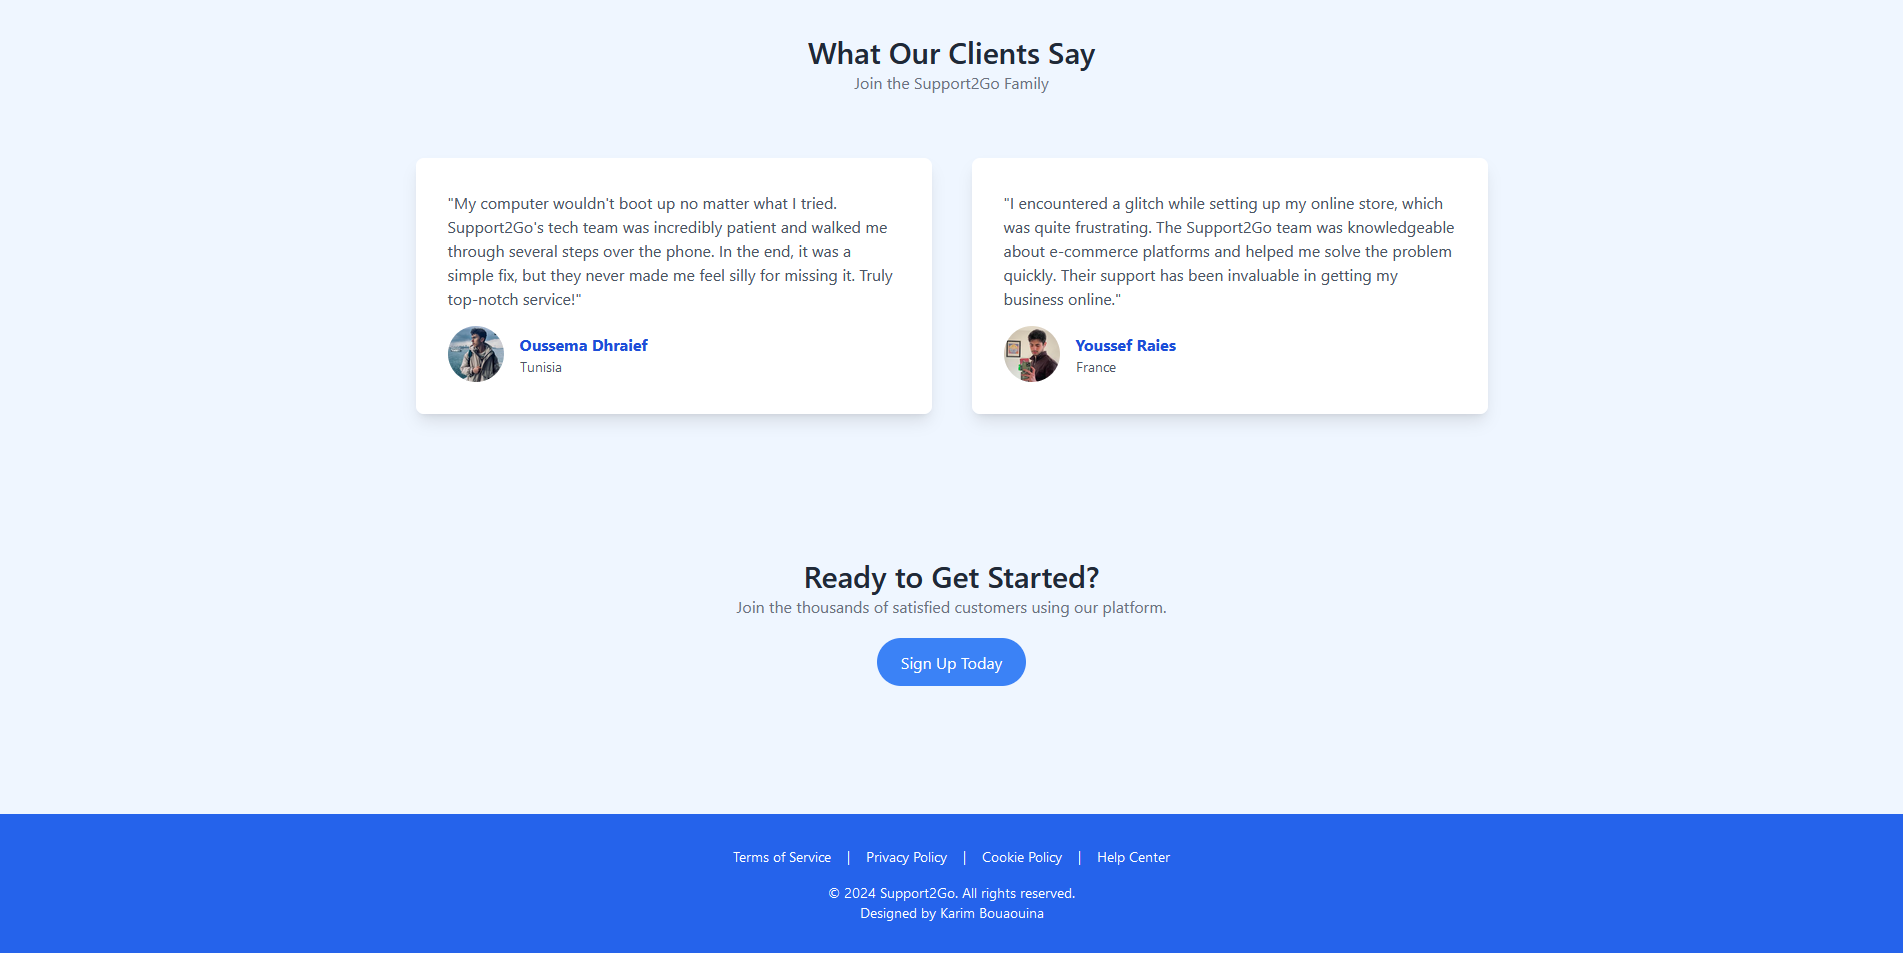 What Our Clients Say
Join the Support2Go Family
"My computer wouldn't boot up no matter what I tried.
Support2Go's tech team was incredibly patient and walked me
through several steps over the phone. In the end, it was a
simple fix, but they never made me feel silly for missing it. Truly
top-notch service!"
Oussema Dhraief
Tunisia
"I encountered a glitch while setting up my online store, which
was quite frustrating. The Support2Go team was knowledgeable
about e-commerce platforms and helped me solve the problem
quickly. Their support has been invaluable in getting my
business online."
Youssef Raies
France
Ready to Get Started?
Join the thousands of satisfied customers using our platform.
Sign Up Today
Terms of Service | Privacy Policy | Cookie Policy | Help Center
© 2024 Support2Go. All rights reserved.
Designed by Karim Bouaouina